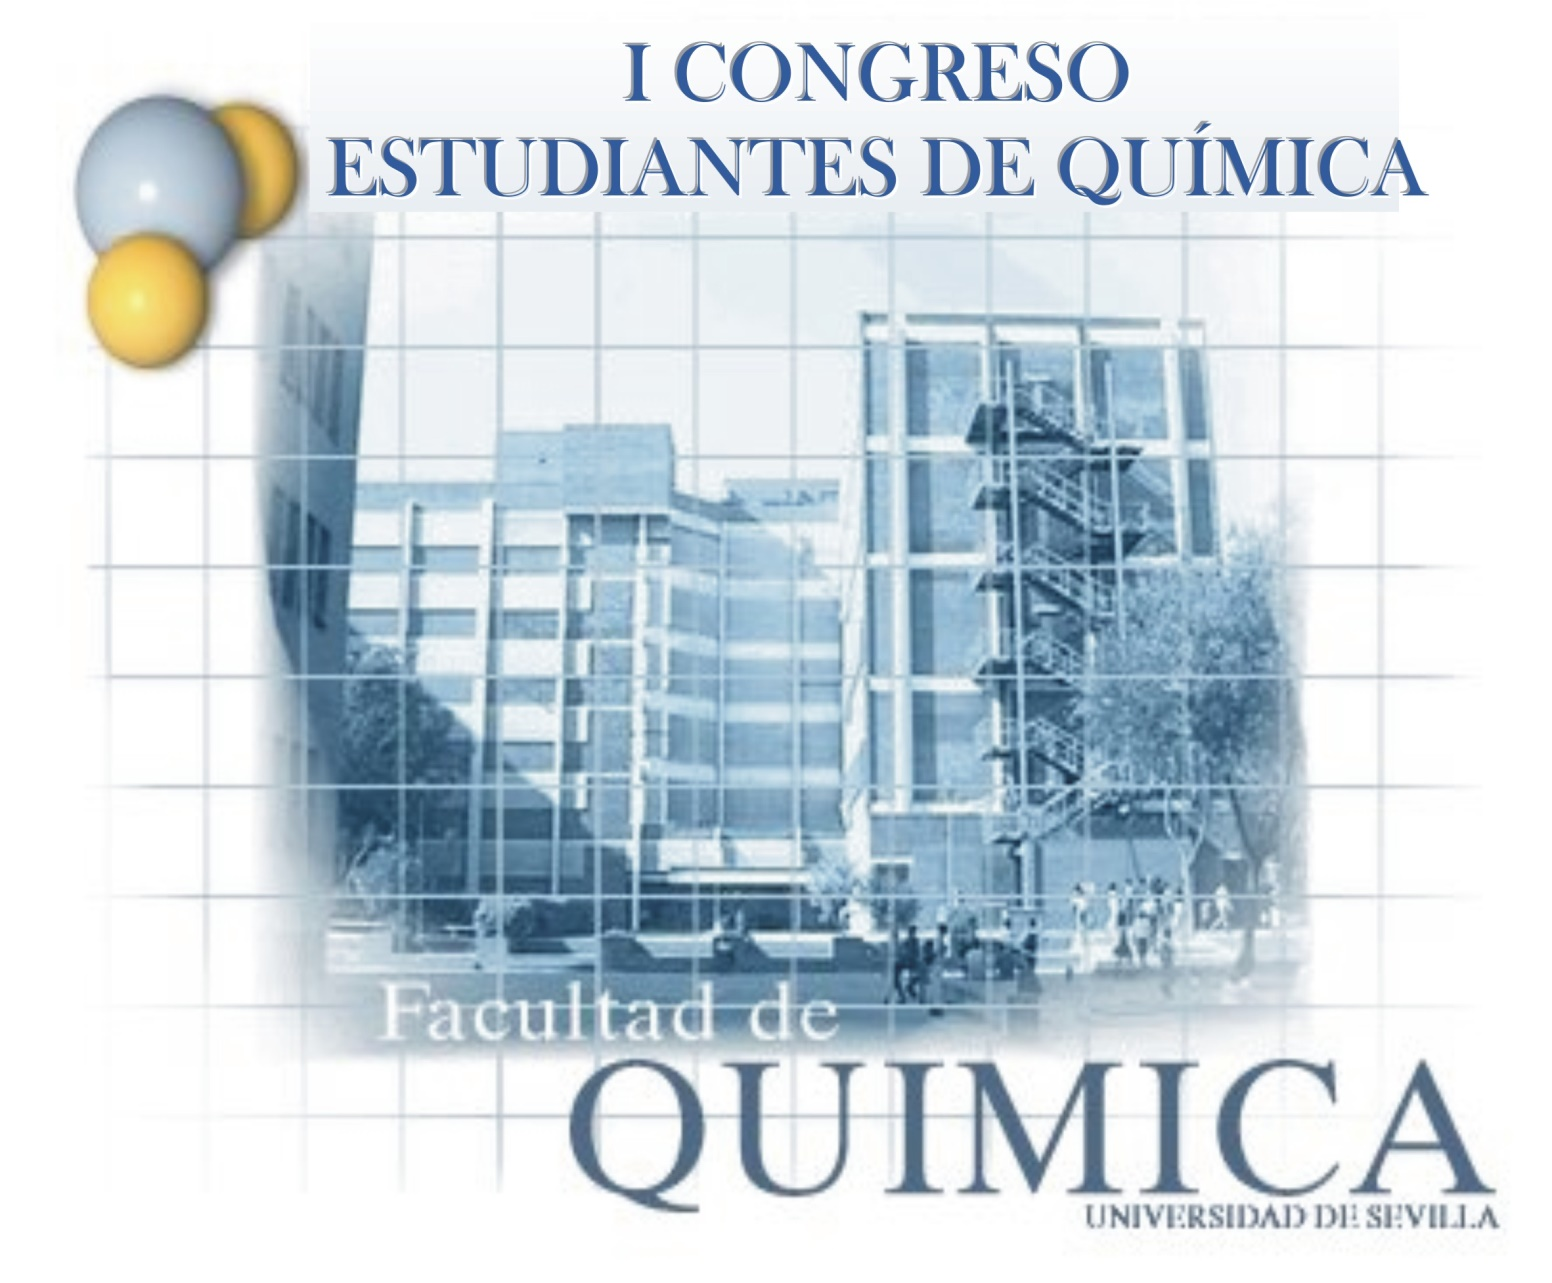 I CONGRESO
ESTUDIANTES DE QUÍMICA
Facultad de
QUIMICA
UNIVERSIDAD DE SEVILLA